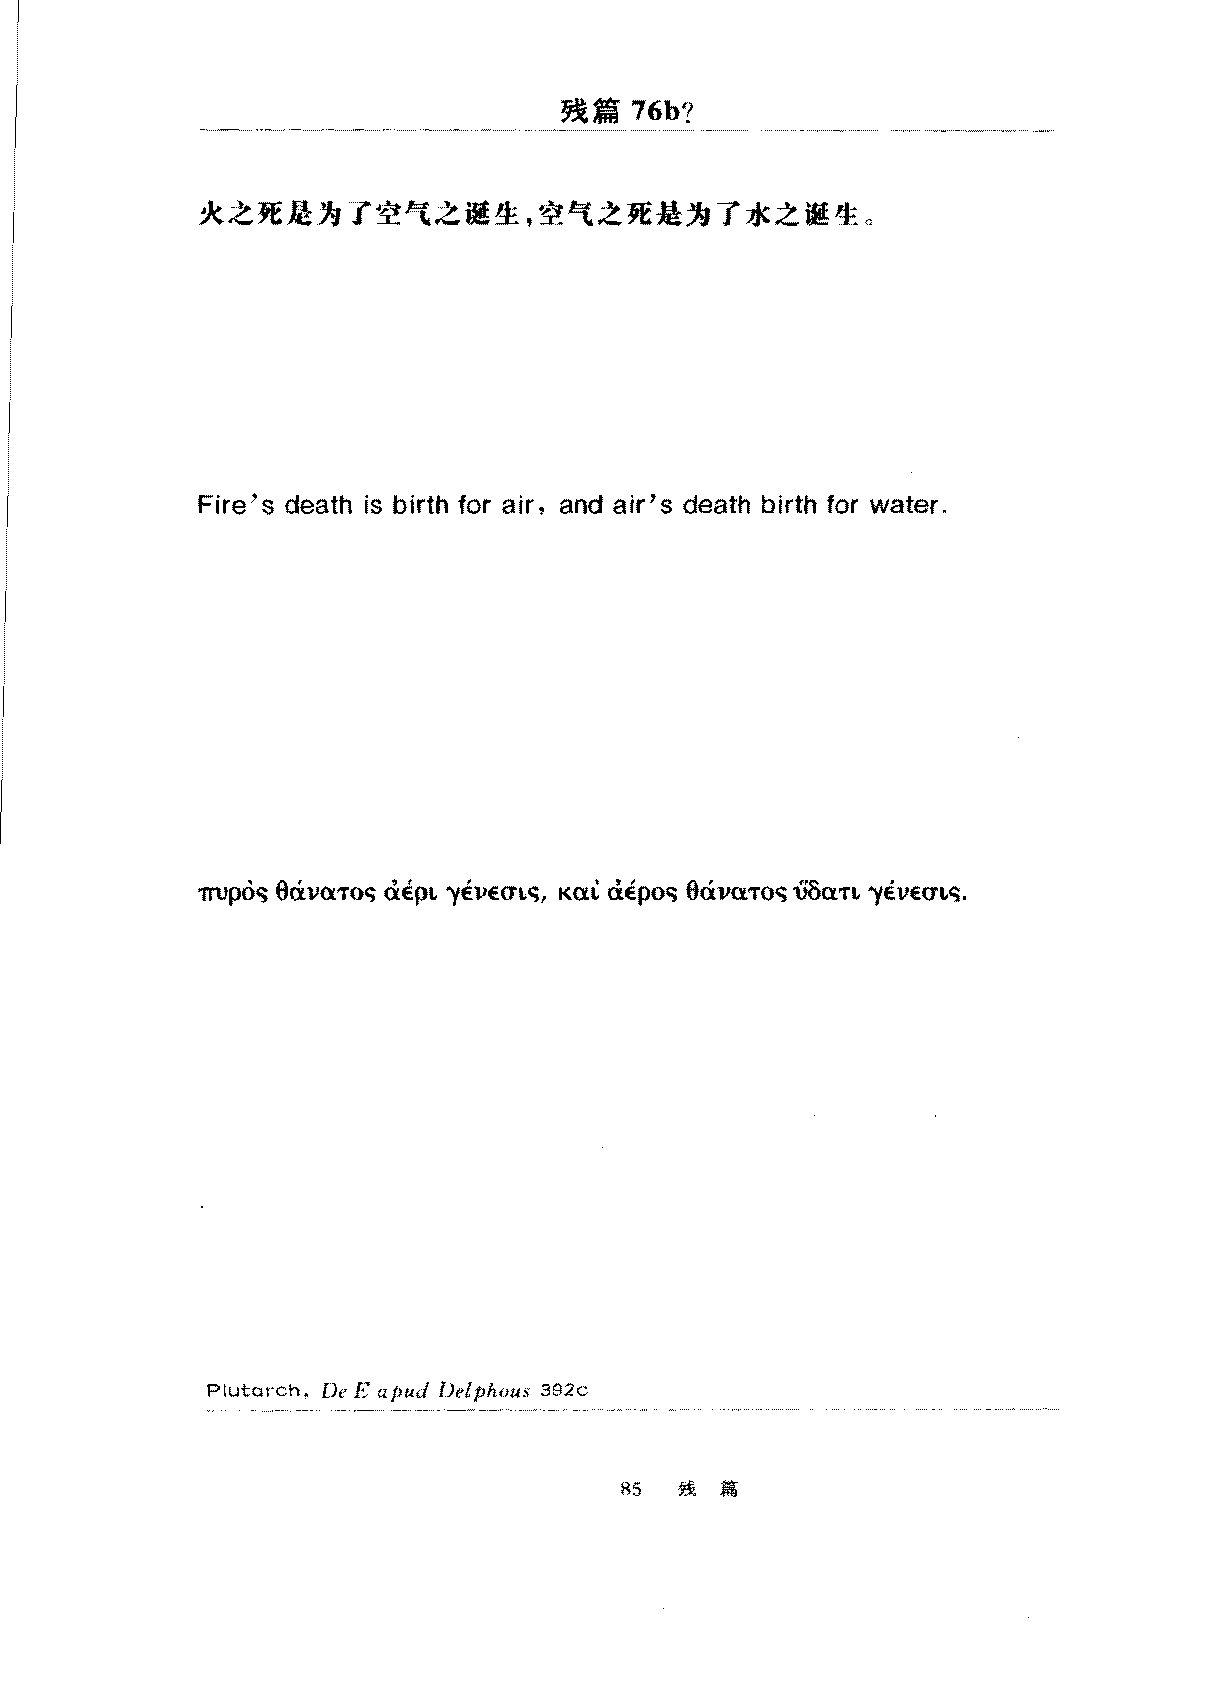 残篇 76b?
火之死是为了空气之诞生,空气之死是为了水之诞生。
Fire's death is birth for air, and air's death birth for water.
πυρὸς θάνατος ἀέρι γένεσις, καὶ ἀέρος θάνατος ὕδατι γένεσις.
Plutarch, De E apud Delphous 392c
85 残 篇